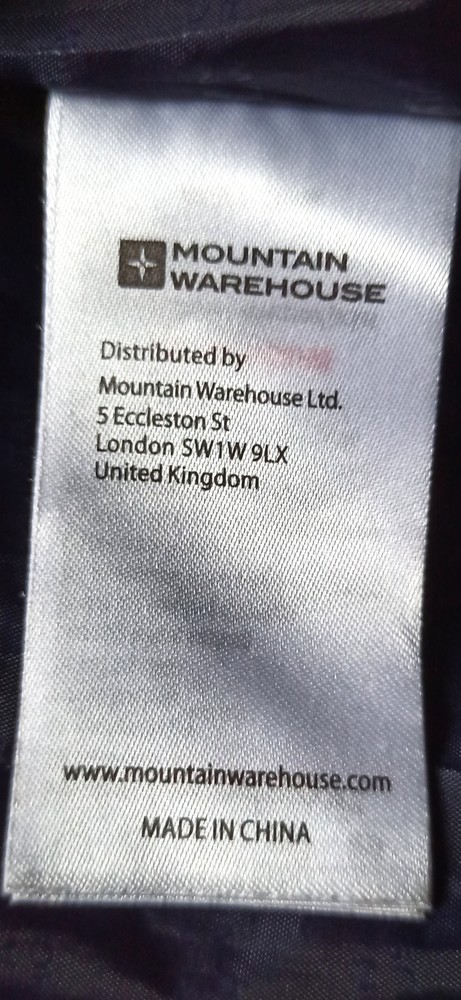 MOUNTAIN
WAREHOUSE
Distributed by
Mountain Warehouse Ltd.
5 Eccleston St
London SW1W 9LX
United Kingdom
www.mountainwarehouse.com
MADE IN CHINA